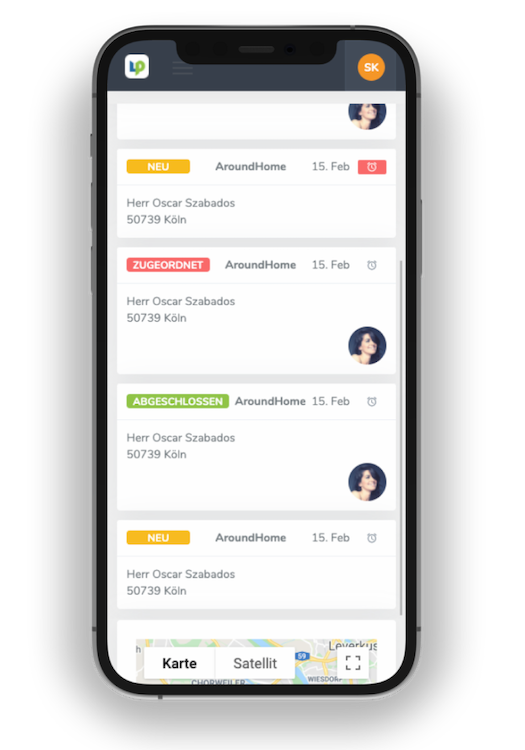 LP
SK
NEU AroundHome 15. Feb
Herr Oscar Szabados
50739 Köln
ZUGEORDNET AroundHome 15. Feb
Herr Oscar Szabados
50739 Köln
ABGESCHLOSSEN AroundHome 15. Feb
Herr Oscar Szabados
50739 Köln
NEU AroundHome 15. Feb
Herr Oscar Szabados
50739 Köln
Leverkus
h
Karte Satellit
59
CHORWEILER
WIESDORF